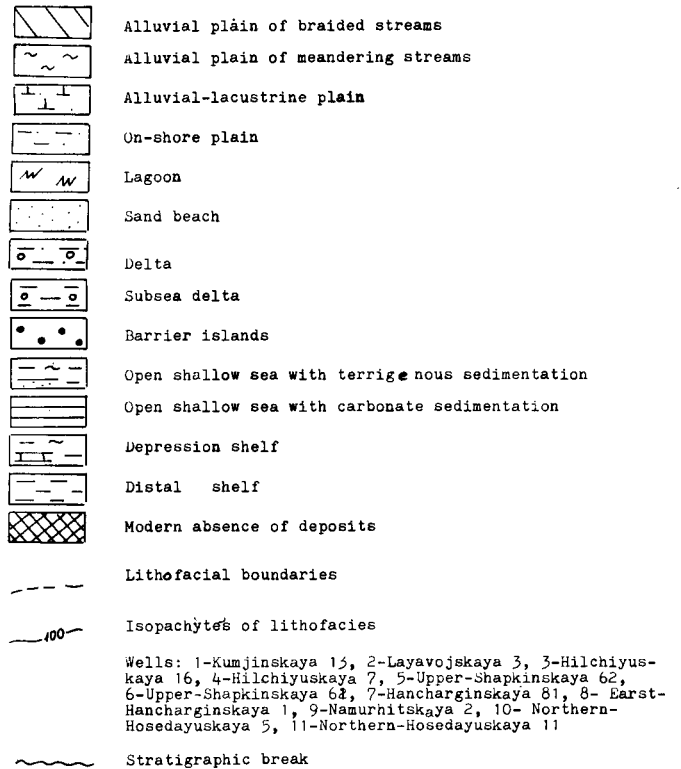 Alluvial plain of braided streams
Alluvial plain of meandering streams
Alluvial-lacustrine plain
On-shore plain
Lagoon
Sand beach
Delta
Subsea delta
Barrier islands
Open shallow sea with terrige nous sedimentation
Open shallow sea with carbonate sedimentation
Depression shelf
Distal shelf
Modern absence of deposits
Lithofacial boundaries
100 Isopachytes of lithofacies
Wells: 1-Kumjinskaya 13, 2-Layavojskaya 3, 3-Hilchiyus-
kaya 16, 4-Hilchiyuskaya 7, 5-Upper-Shapkinskaya 62,
6-Upper-Shapkinskaya 61, 7-Hancharginskaya 81, 8- Earst-
Hancharginskaya 1, 9-Namurhitskaya 2, 10- Northern-
Hosedayuskaya 5, 11-Northern-Hosedayuskaya 11
Stratigraphic break